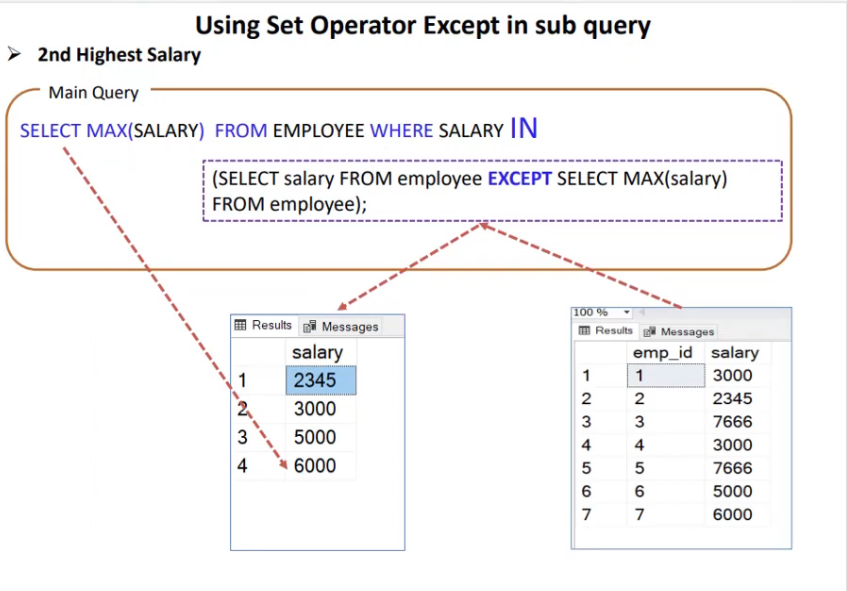 Using Set Operator Except in sub query
➤ 2nd Highest Salary
Main Query
SELECT MAX(SALARY) FROM EMPLOYEE WHERE SALARY IN
(SELECT salary FROM employee EXCEPT SELECT MAX(salary)
FROM employee);
Results Messages
salary
1 2345
2 3000
3 5000
4 6000
100 %
Results Messages
emp_id salary
1 1 3000
2 2 2345
3 3 7666
4 4 3000
5 5 7666
6 6 5000
7 7 6000